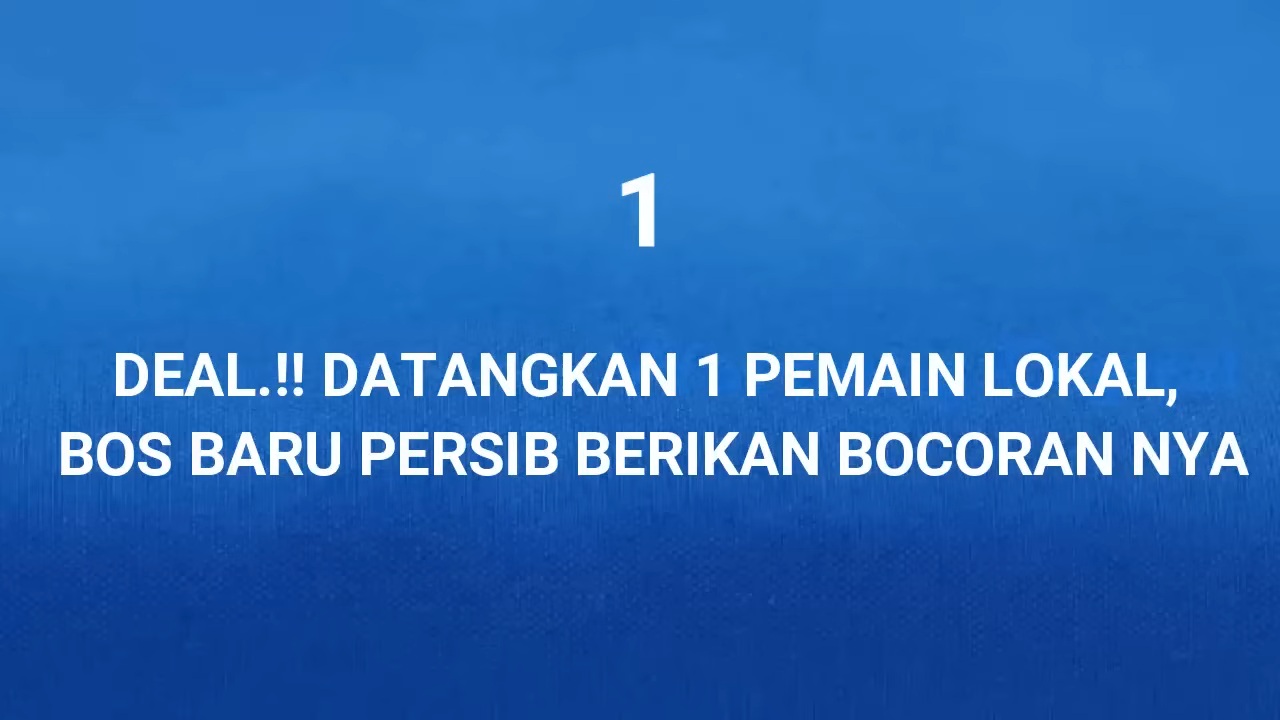 1
DEAL.!! DATANGKAN 1 PEMAIN LOKAL,
BOS BARU PERSIB BERIKAN BOCORAN NYA